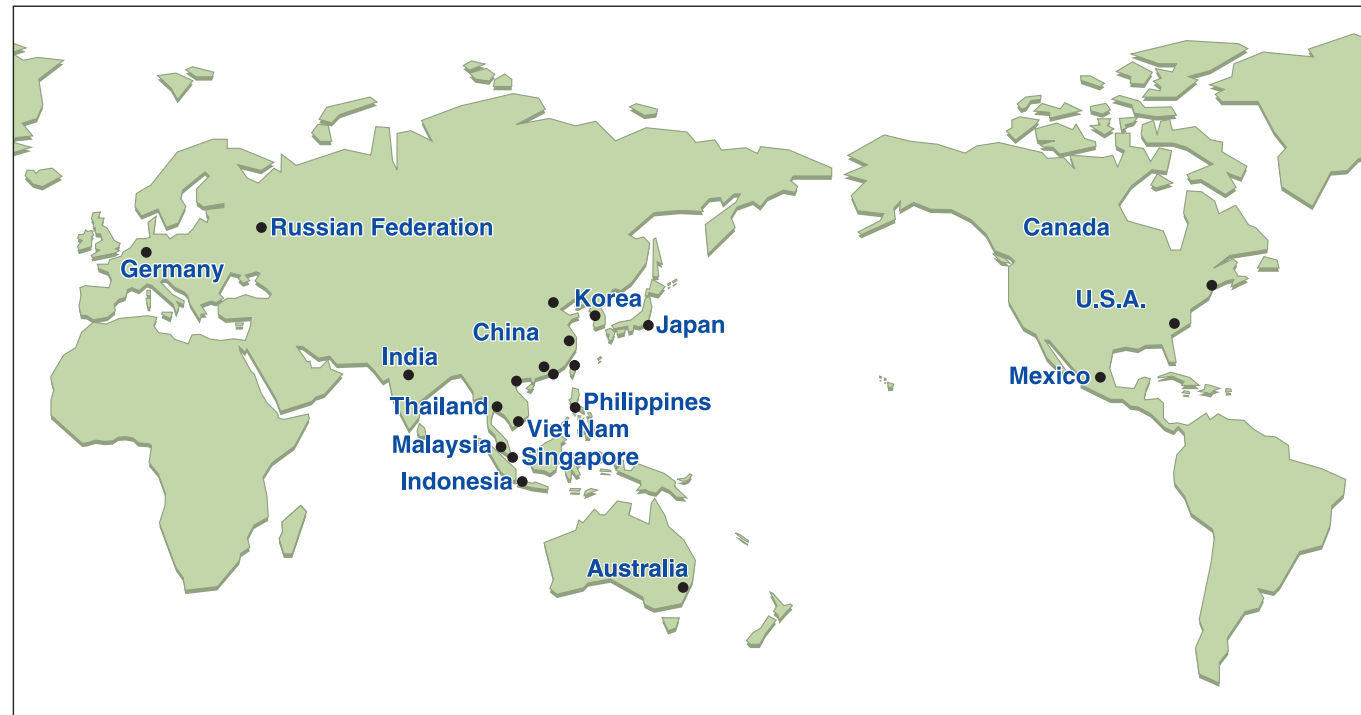 Russian Federation
Canada
Germany
Korea
U.S.A.
China
Japan
India
Mexico
Thailand
Philippines
Viet Nam
Malaysia
Singapore
Indonesia
Australia